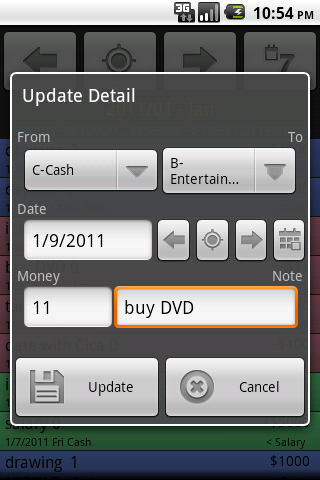 3G
10:54 PM
7
Update Detail
From
To
C-Cash
B-
Entertain...
Date
1/9/2011
Money
Note
11
buy DVD
Update
Cancel
1/7/2011 Fri Cash
< Salary
drawing 1
$1000